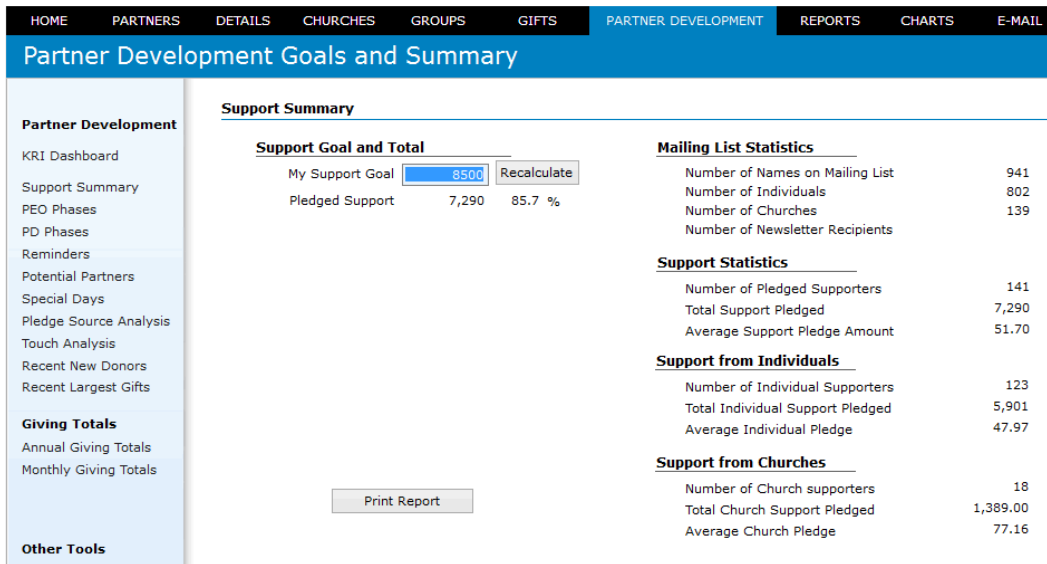 HOME PARTNERS DETAILS CHURCHES GROUPS GIFTS PARTNER DEVELOPMENT REPORTS CHARTS E-MAIL
Partner Development Goals and Summary
Partner Development
KRI Dashboard
Support Summary
PEO Phases
PD Phases
Reminders
Potential Partners
Special Days
Pledge Source Analysis
Touch Analysis
Recent New Donors
Recent Largest Gifts
Giving Totals
Annual Giving Totals
Monthly Giving Totals
Other Tools
Support Summary
Support Goal and Total
My Support Goal 8500 Recalculate
Pledged Support 7,290 85.7 %
Print Report
Mailing List Statistics
Number of Names on Mailing List 941
Number of Individuals 802
Number of Churches 139
Number of Newsletter Recipients
Support Statistics
Number of Pledged Supporters 141
Total Support Pledged 7,290
Average Support Pledge Amount 51.70
Support from Individuals
Number of Individual Supporters 123
Total Individual Support Pledged 5,901
Average Individual Pledge 47.97
Support from Churches
Number of Church supporters 18
Total Church Support Pledged 1,389.00
Average Church Pledge 77.16